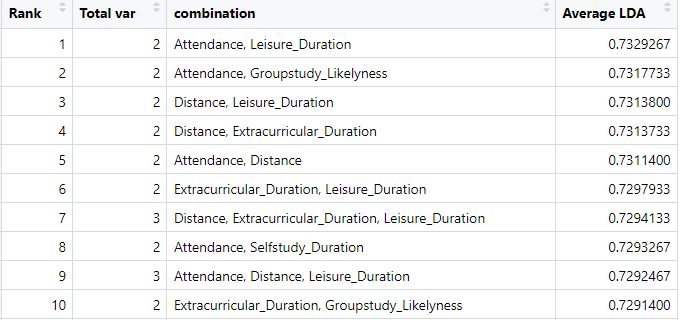 Rank Total var combination Average LDA
1 2 Attendance, Leisure_Duration 0.7329267
2 2 Attendance, Groupstudy_Likelyness 0.7317733
3 2 Distance, Leisure_Duration 0.7313800
4 2 Distance, Extracurricular_Duration 0.7313733
5 2 Attendance, Distance 0.7311400
6 2 Extracurricular_Duration, Leisure_Duration 0.7297933
7 3 Distance, Extracurricular_Duration, Leisure_Duration 0.7294133
8 2 Attendance, Selfstudy_Duration 0.7293267
9 3 Attendance, Distance, Leisure_Duration 0.7292467
10 2 Extracurricular_Duration, Groupstudy_Likelyness 0.7291400